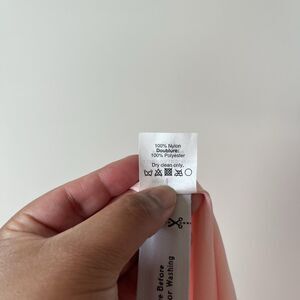 100% Nylon
Doublure:
100% Polyester
Dry clean only.
e Before
or Washing